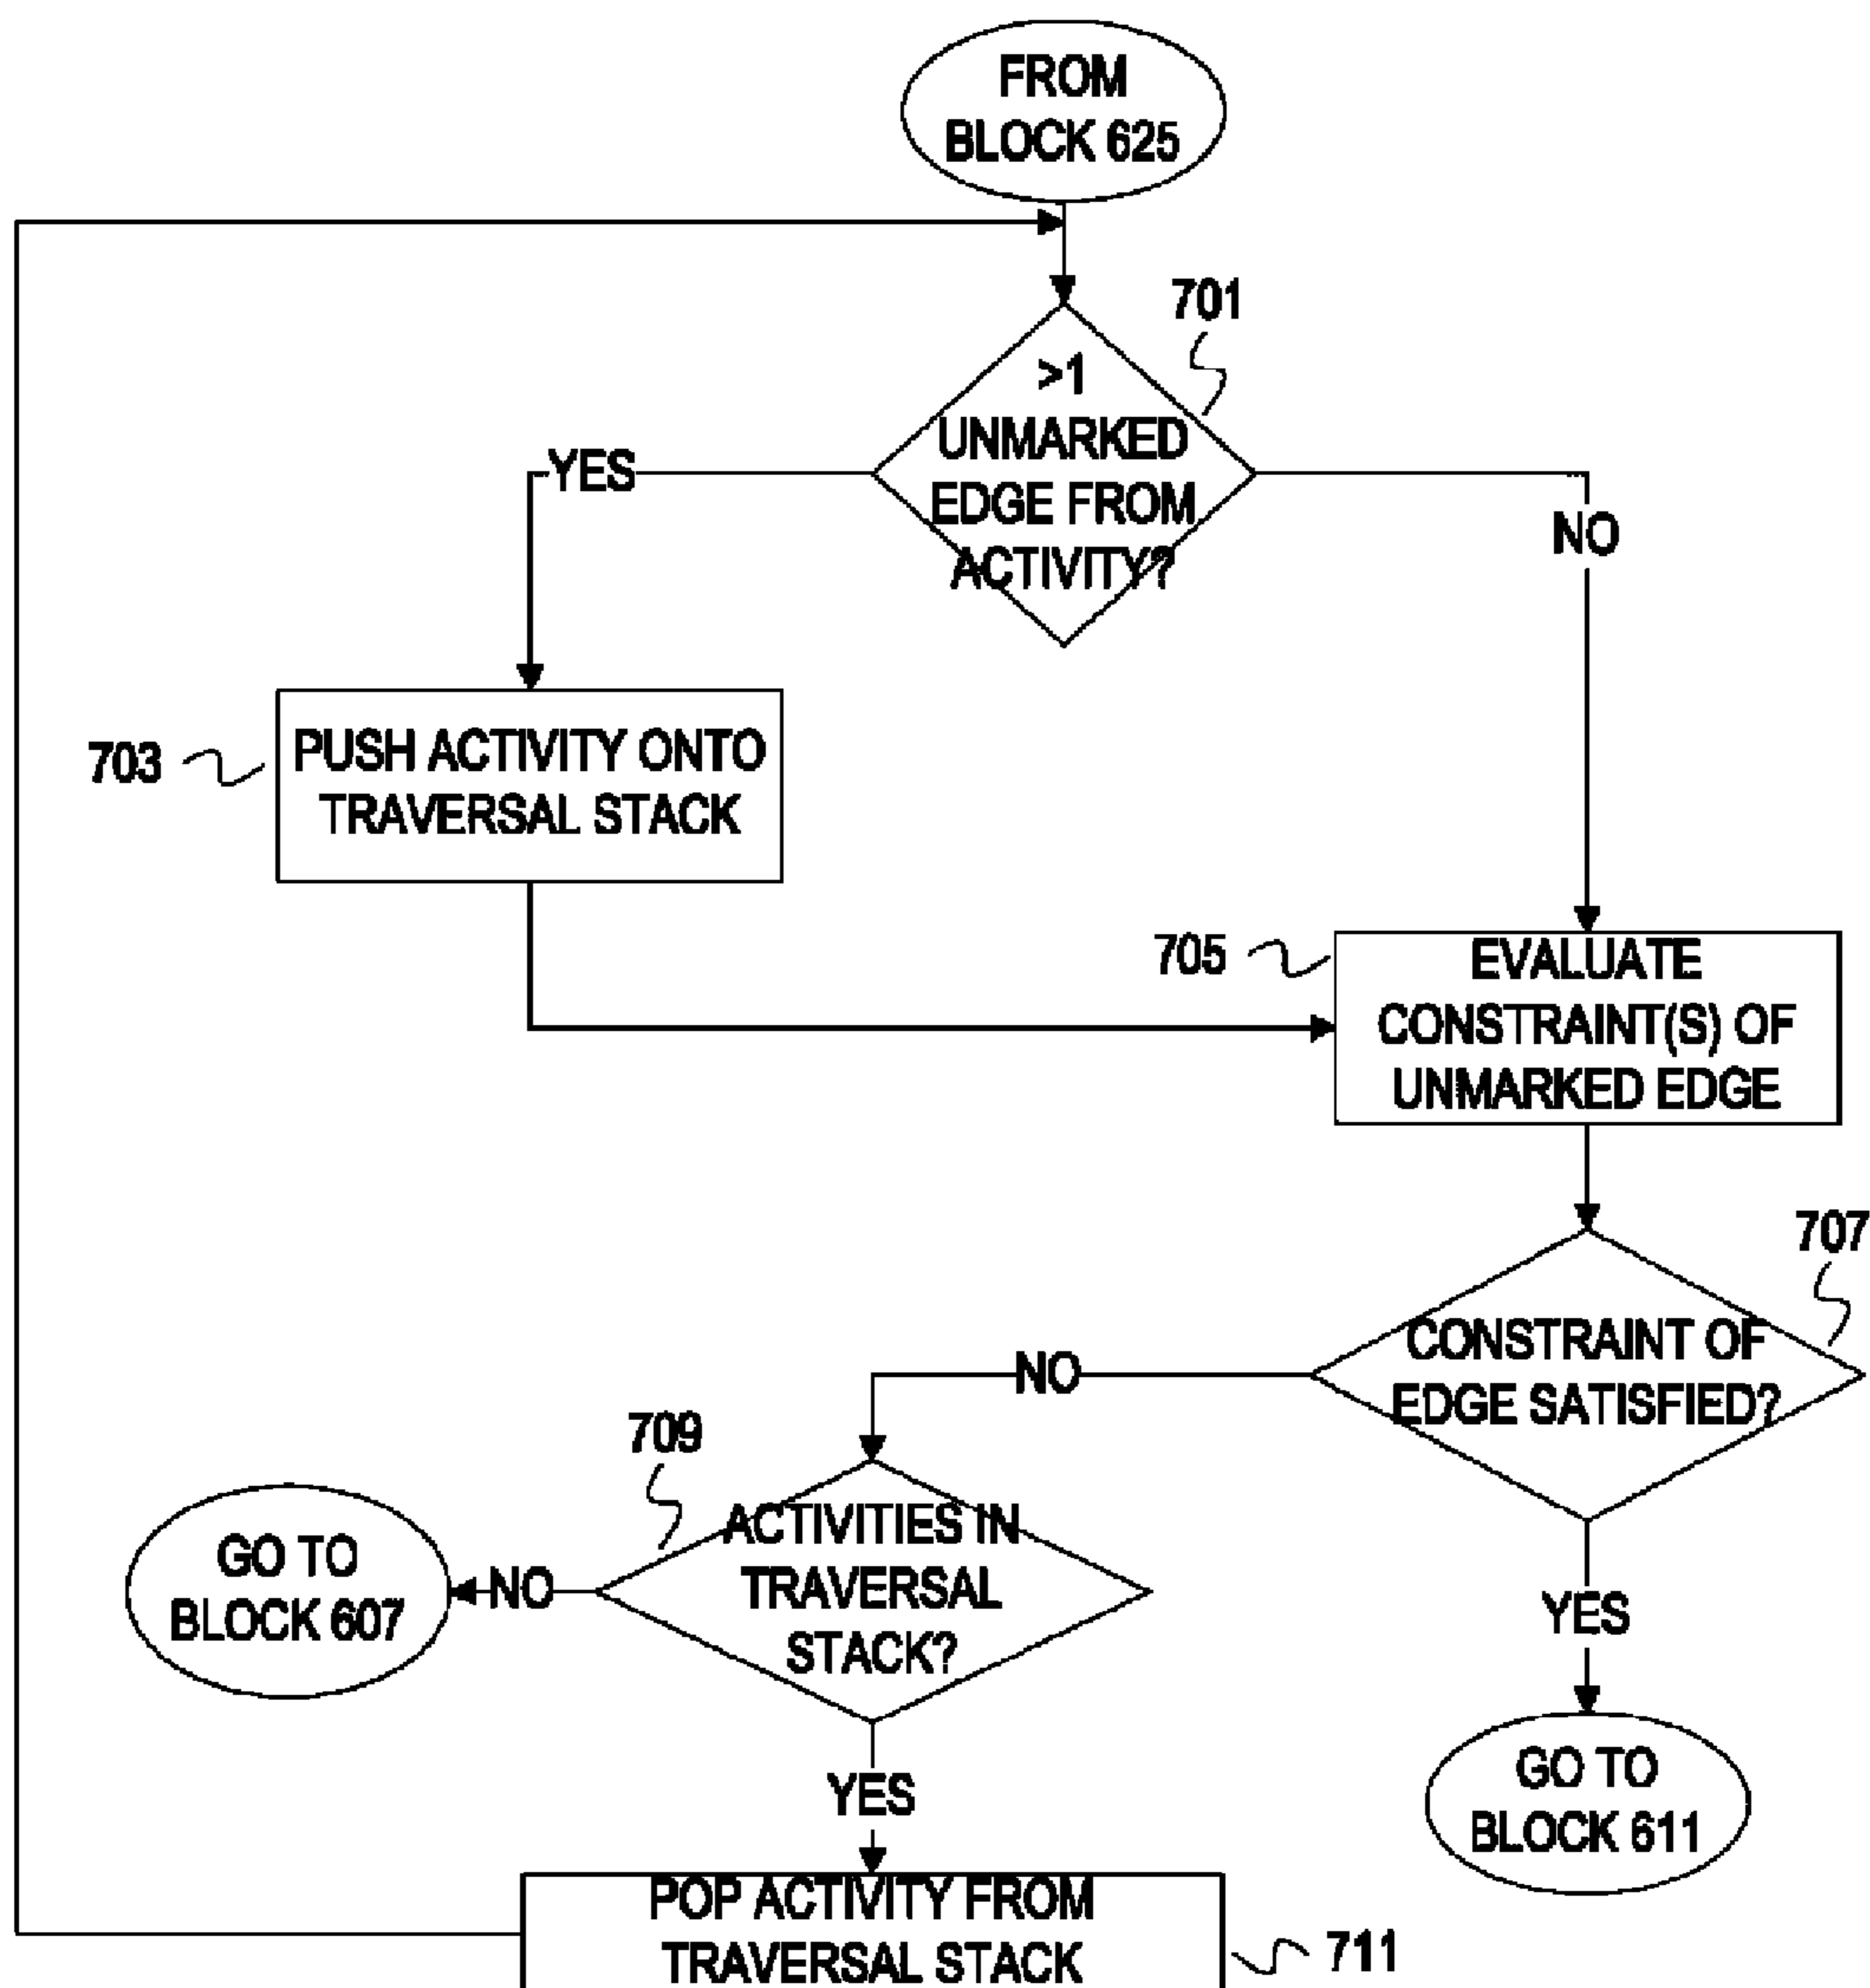 FROM
BLOCK 625
701
>1
UNMARKED
EDGE FROM
ACTIVITY?
YES
NO
703
PUSH ACTIVITY ONTO
TRAVERSAL STACK
705
EVALUATE
CONSTRAINT(S) OF
UNMARKED EDGE
707
CONSTRAINT OF
EDGE SATISFIED?
NO
709
ACTIVITIES IN
TRAVERSAL
STACK?
NO
GO TO
BLOCK 607
YES
YES
GO TO
BLOCK 611
POP ACTIVITY FROM
TRAVERSAL STACK
711